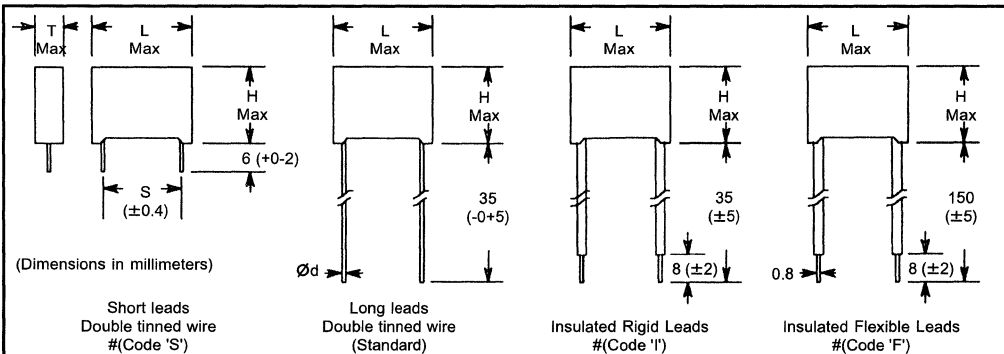 T
Max
L
Max
H
Max
6 (+0-2)
S
(±0.4)
(Dimensions in millimeters)
Short leads
Double tinned wire
#(Code 'S')
L
Max
H
Max
35
(-0+5)
Ød
Long leads
Double tinned wire
(Standard)
L
Max
H
Max
35
(±5)
8 (±2)
Insulated Rigid Leads
#(Code 'I')
L
Max
H
Max
150
(±5)
0.8
8 (±2)
Insulated Flexible Leads
#(Code 'F')